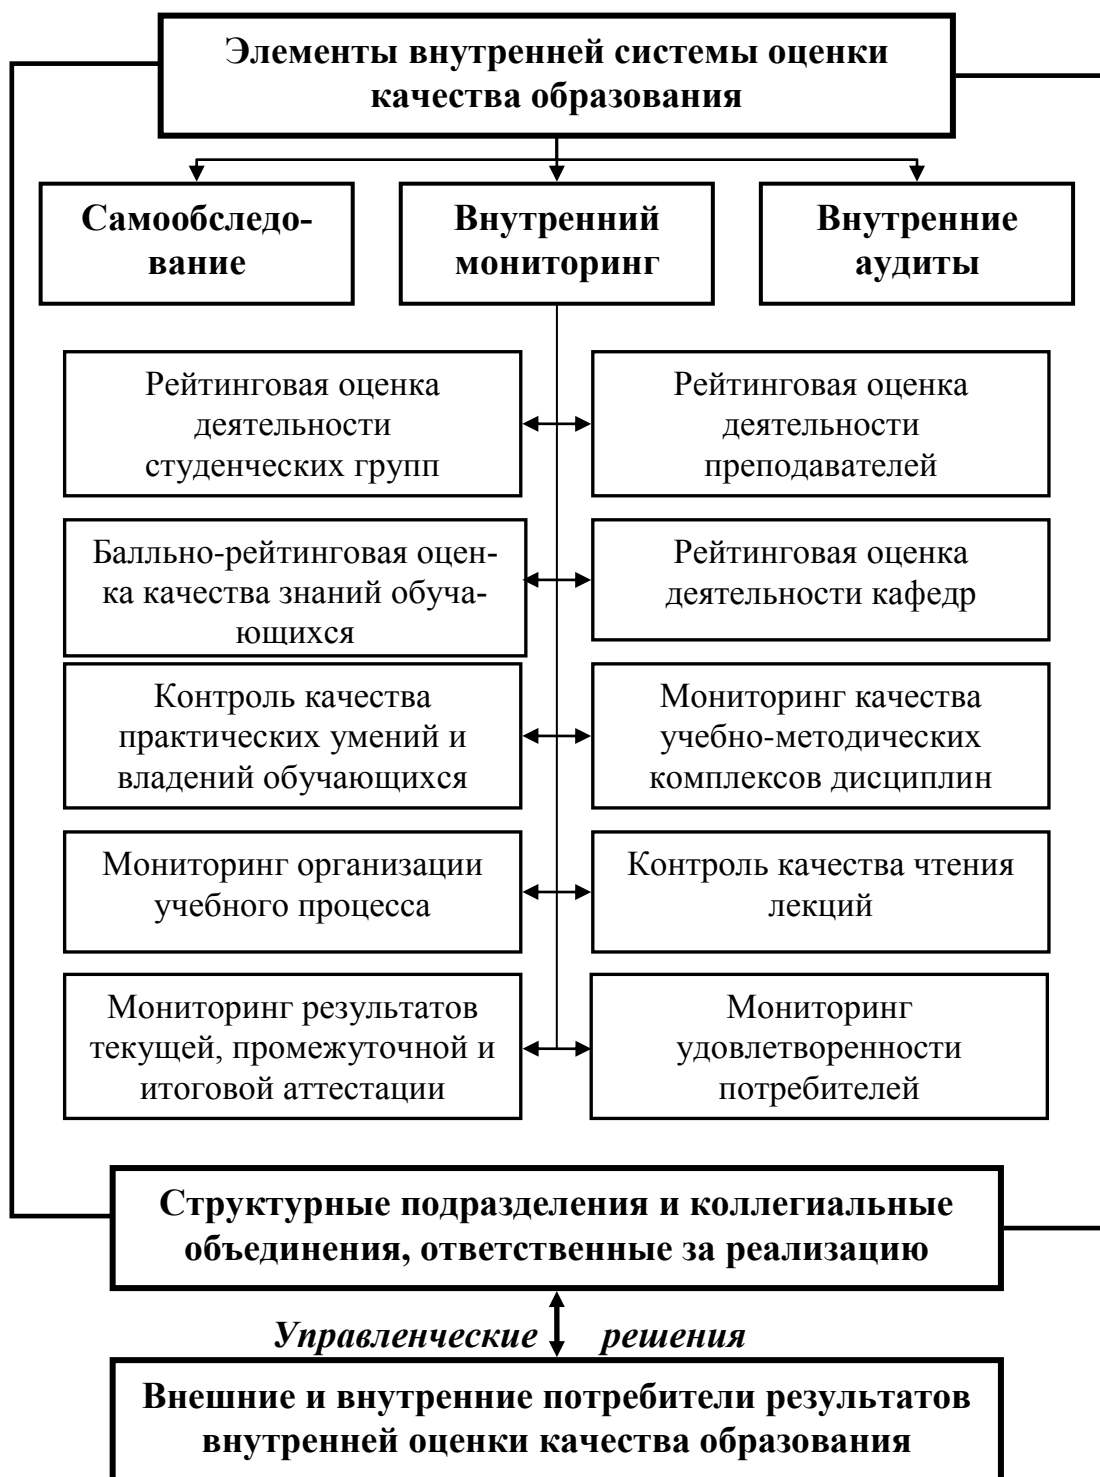 Элементы внутренней системы оценки
качества образования
Самообследо-
вание
Внутренний
мониторинг
Внутренние
аудиты
Рейтинговая оценка
деятельности
студенческих групп
Рейтинговая оценка
деятельности
преподавателей
Балльно-рейтинговая оцен-
ка качества знаний обуча-
ющихся
Рейтинговая оценка
деятельности кафедр
Контроль качества
практических умений и
владений обучающихся
Мониторинг качества
учебно-методических
комплексов дисциплин
Мониторинг организации
учебного процесса
Контроль качества чтения
лекций
Мониторинг результатов
текущей, промежуточной и
итоговой аттестации
Мониторинг
удовлетворенности
потребителей
Структурные подразделения и коллегиальные
объединения, ответственные за реализацию
Управленческие решения
Внешние и внутренние потребители результатов
внутренней оценки качества образования